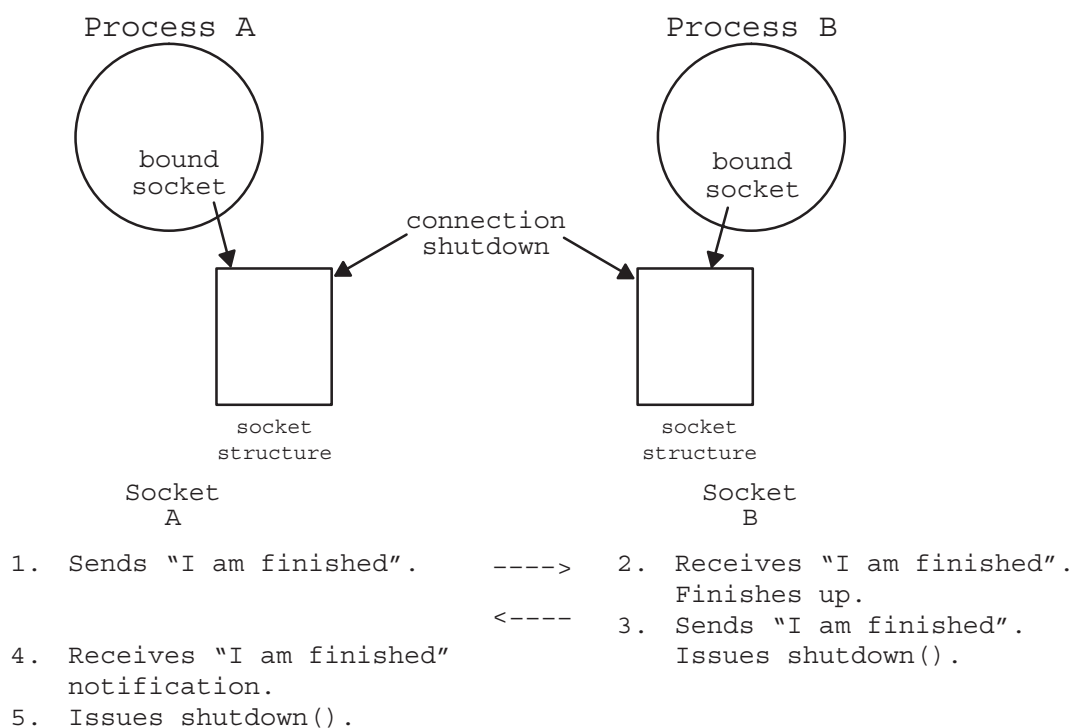 Process A
Process B
bound
socket
bound
socket
connection
shutdown
socket
structure
socket
structure
Socket
A
Socket
B
1. Sends “I am finished”.
---->
2. Receives “I am finished”.
Finishes up.
<----
3. Sends “I am finished”.
Issues shutdown().
4. Receives “I am finished”
notification.
5. Issues shutdown().